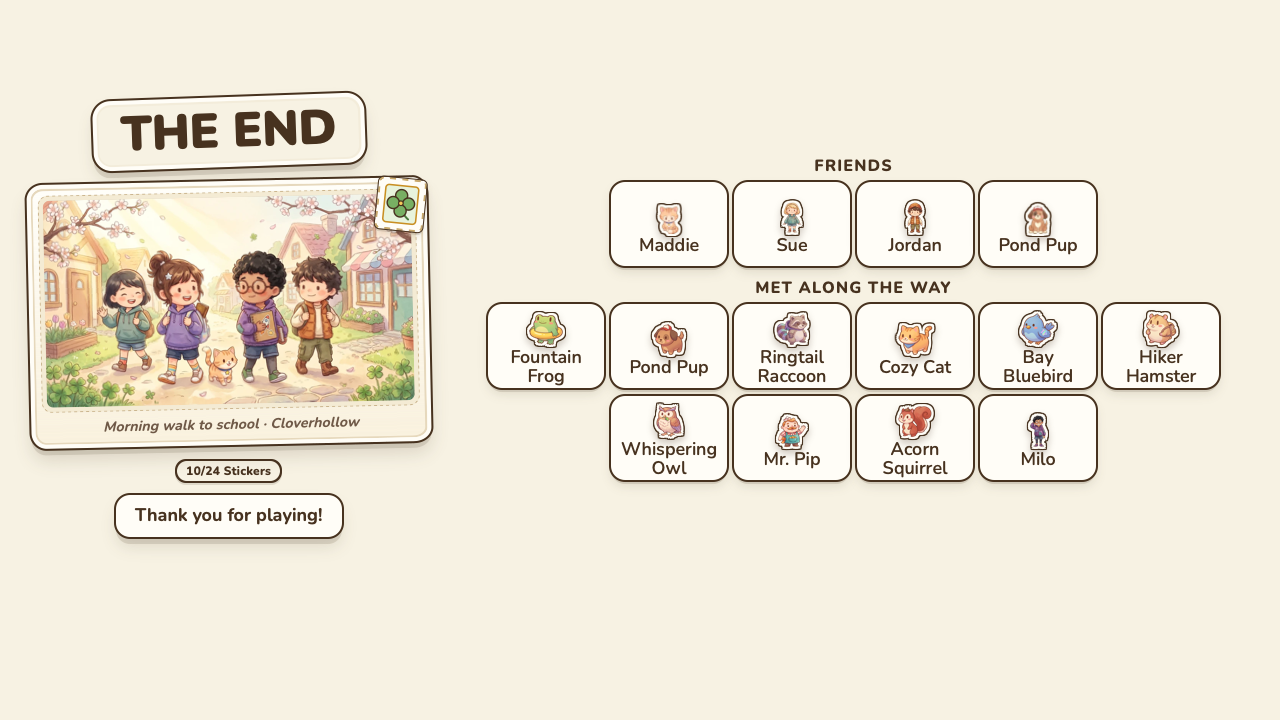 THE END
Morning walk to school · Cloverhollow
10/24 Stickers
Thank you for playing!
FRIENDS
Maddie
Sue
Jordan
Pond Pup
MET ALONG THE WAY
Fountain
Frog
Pond Pup
Ringtail
Raccoon
Cozy Cat
Bay
Bluebird
Hiker
Hamster
Whispering
Owl
Mr. Pip
Acorn
Squirrel
Milo